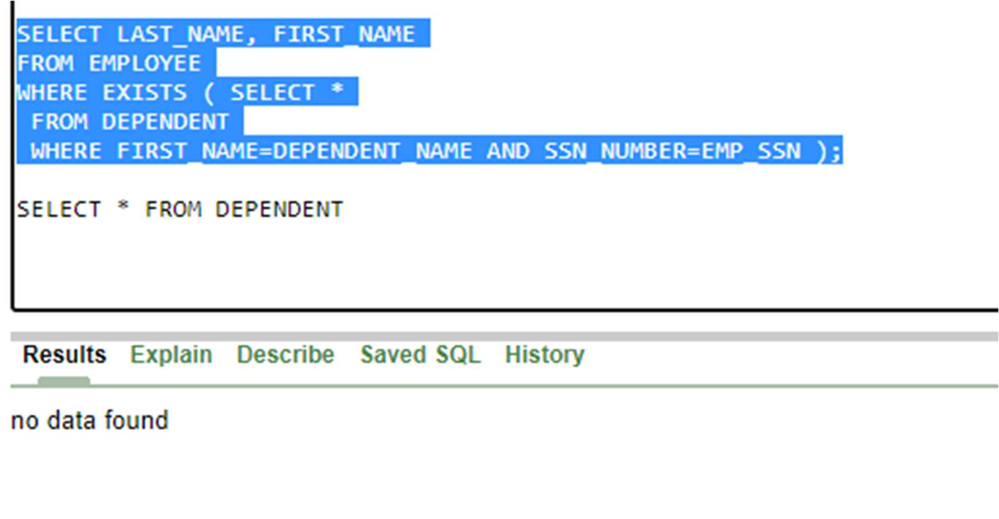 SELECT LAST_NAME, FIRST_NAME
FROM EMPLOYEE
WHERE EXISTS ( SELECT *
FROM DEPENDENT
WHERE FIRST_NAME=DEPENDENT_NAME AND SSN_NUMBER=EMP_SSN );
SELECT * FROM DEPENDENT
Results Explain Describe Saved SQL History
no data found